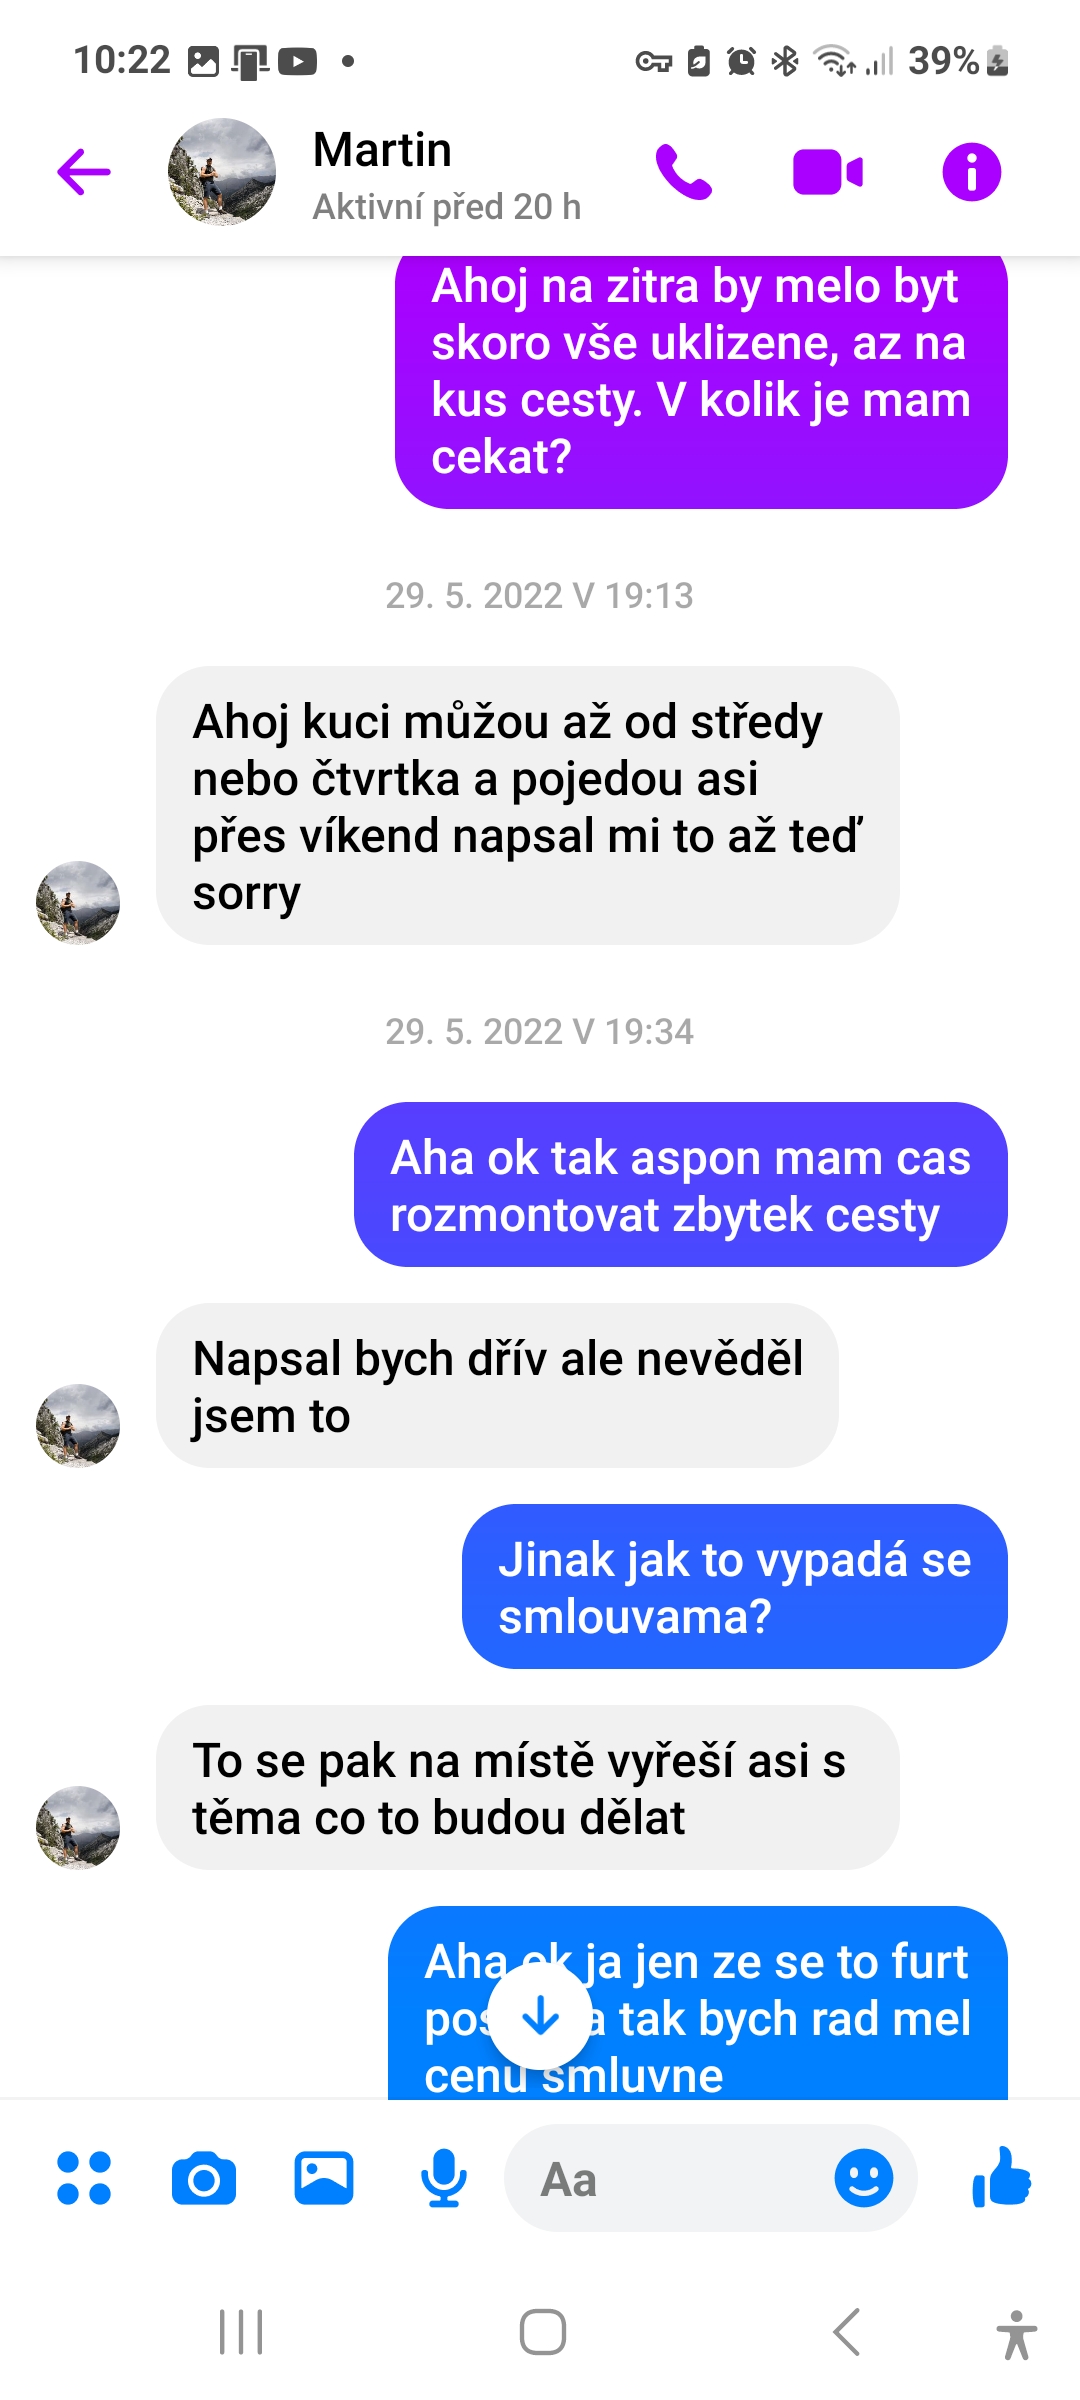 10:22
39%
Martin
Aktivní před 20 h
Ahoj na zitra by melo byt
skoro vše uklizene, az na
kus cesty. V kolik je mam
cekat?
29. 5. 2022 V 19:13
Ahoj kuci můžou až od středy
nebo čtvrtka a pojedou asi
přes víkend napsal mi to až teď
sorry
29. 5. 2022 V 19:34
Aha ok tak aspon mam cas
rozmontovat zbytek cesty
Napsal bych dřív ale nevěděl
jsem to
Jinak jak to vypadá se
smlouvama?
To se pak na místě vyřeší asi s
těma co to budou dělat
Aha ok ja jen ze se to furt
tak bych rad mel
cenu smluvne
Aa